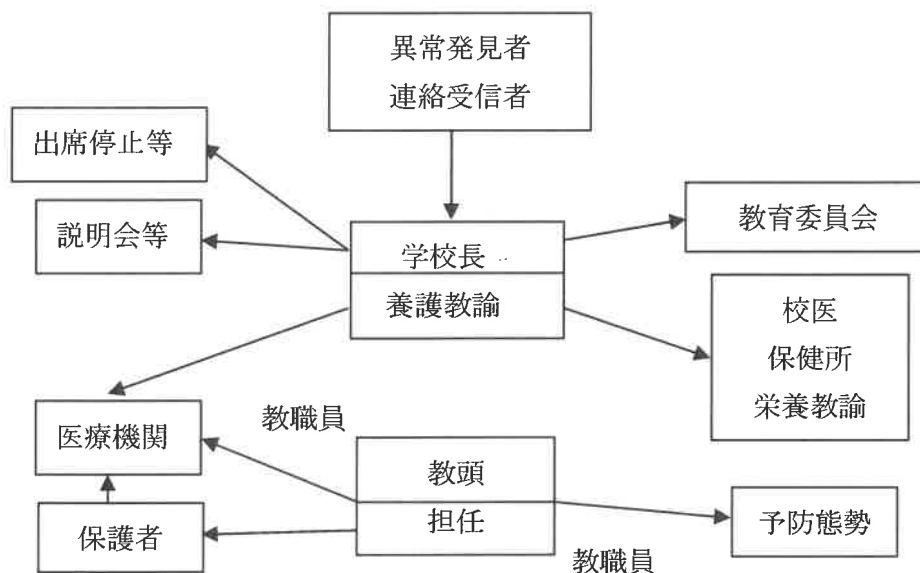 異常発見者
連絡受信者
出席停止等
説明会等
学校長
養護教諭
教育委員会
校医
保健所
栄養教諭
医療機関
教職員
教頭
担任
保護者
予防態勢
教職員